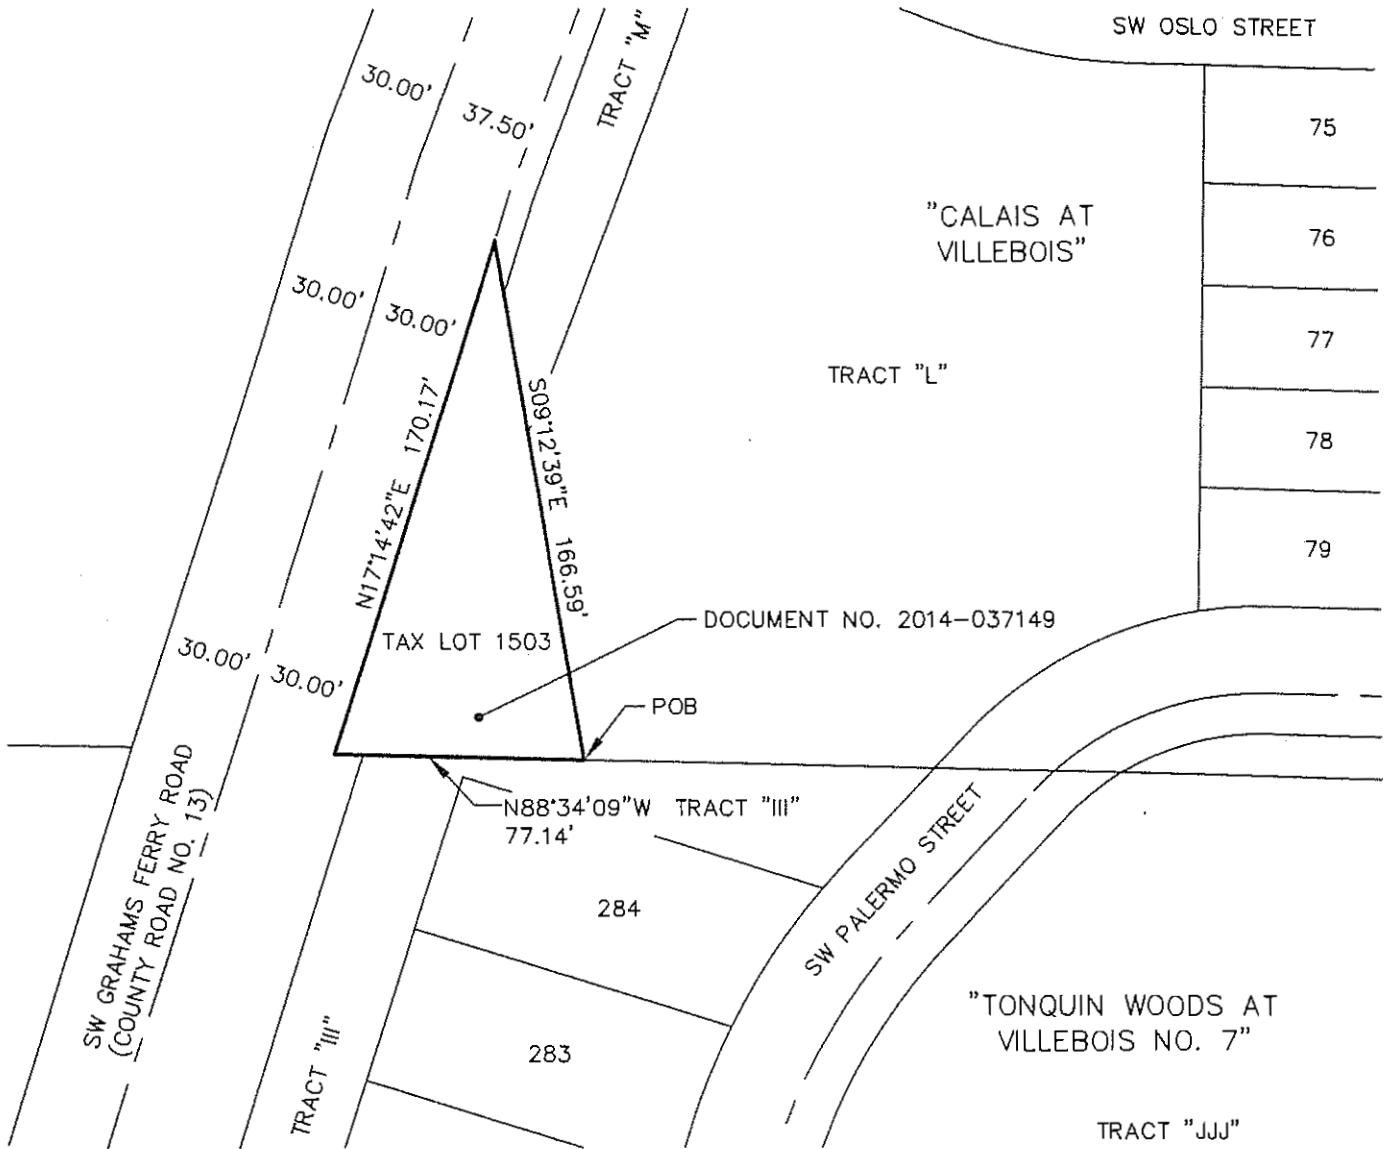 SW OSLO STREET
TRACT "M"
30.00'
37.50'
75
"CALAIS AT
VILLEBOIS"
76
30.00'
30.00'
77
TRACT "L"
N17°14'42"E 170.17'
S09°12'39"E 166.59'
78
79
DOCUMENT NO. 2014-037149
TAX LOT 1503
30.00'
30.00'
POB
N88°34'09"W TRACT "III"
77.14'
SW GRAHAMS FERRY ROAD
(COUNTY ROAD NO. 13)
284
SW PALERMO STREET
"TONQUIN WOODS AT
VILLEBOIS NO. 7"
283
TRACT "III"
TRACT "JJJ"